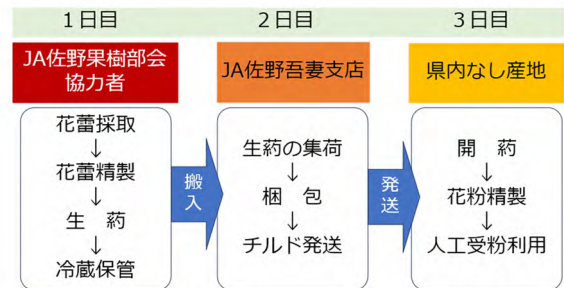 1日目
2日目
3日目
JA佐野果樹部会
協力者
JA佐野吾妻支店
県内なし産地
花蕾採取
↓
花蕾精製
↓
生　葯
↓
冷蔵保管
搬入
生葯の集荷
↓
梱　包
↓
チルド発送
発送
開　葯
↓
花粉精製
↓
人工受粉利用